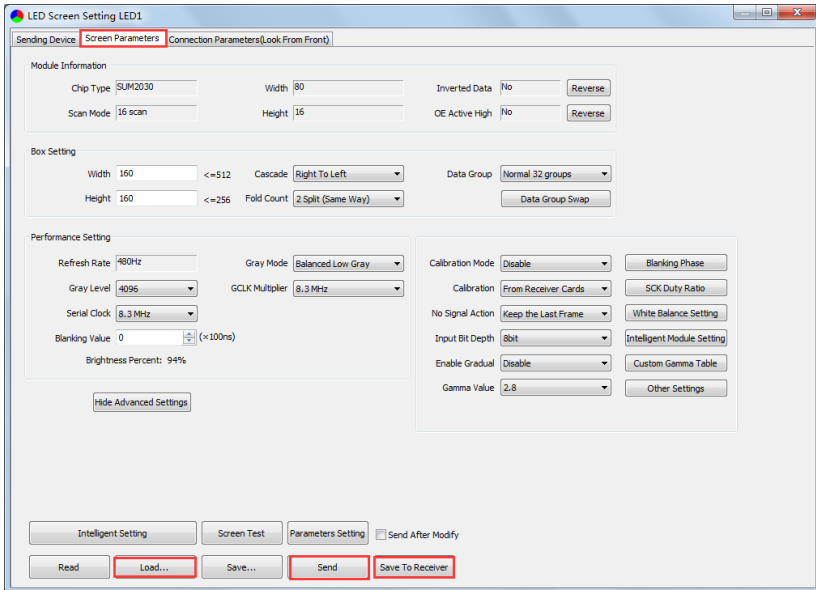 LED Screen Setting LED1
Sending Device Screen Parameters Connection Parameters(Look From Front)
Module Information
Chip Type SUM2030 Width 80 Inverted Data No Reverse
Scan Mode 16 scan Height 16 OE Active High No Reverse
Box Setting
Width 160 <=512 Cascade Right To Left Data Group Normal 32 groups
Height 160 <=256 Fold Count 2 Split (Same Way) Data Group Swap
Performance Setting
Refresh Rate 480Hz Gray Mode Balanced Low Gray Calibration Mode Disable Blanking Phase
Gray Level 4096 GCLK Multiplier 8.3 MHz Calibration From Receiver Cards SCK Duty Ratio
Serial Clock 8.3 MHz No Signal Action Keep the Last Frame White Balance Setting
Blanking Value 0 (×100ns) Input Bit Depth 8bit Intelligent Module Setting
Brightness Percent: 94% Enable Gradual Disable Custom Gamma Table
Gamma Value 2.8 Other Settings
Hide Advanced Settings
Intelligent Setting Screen Test Parameters Setting Send After Modify
Read Load... Save... Send Save To Receiver